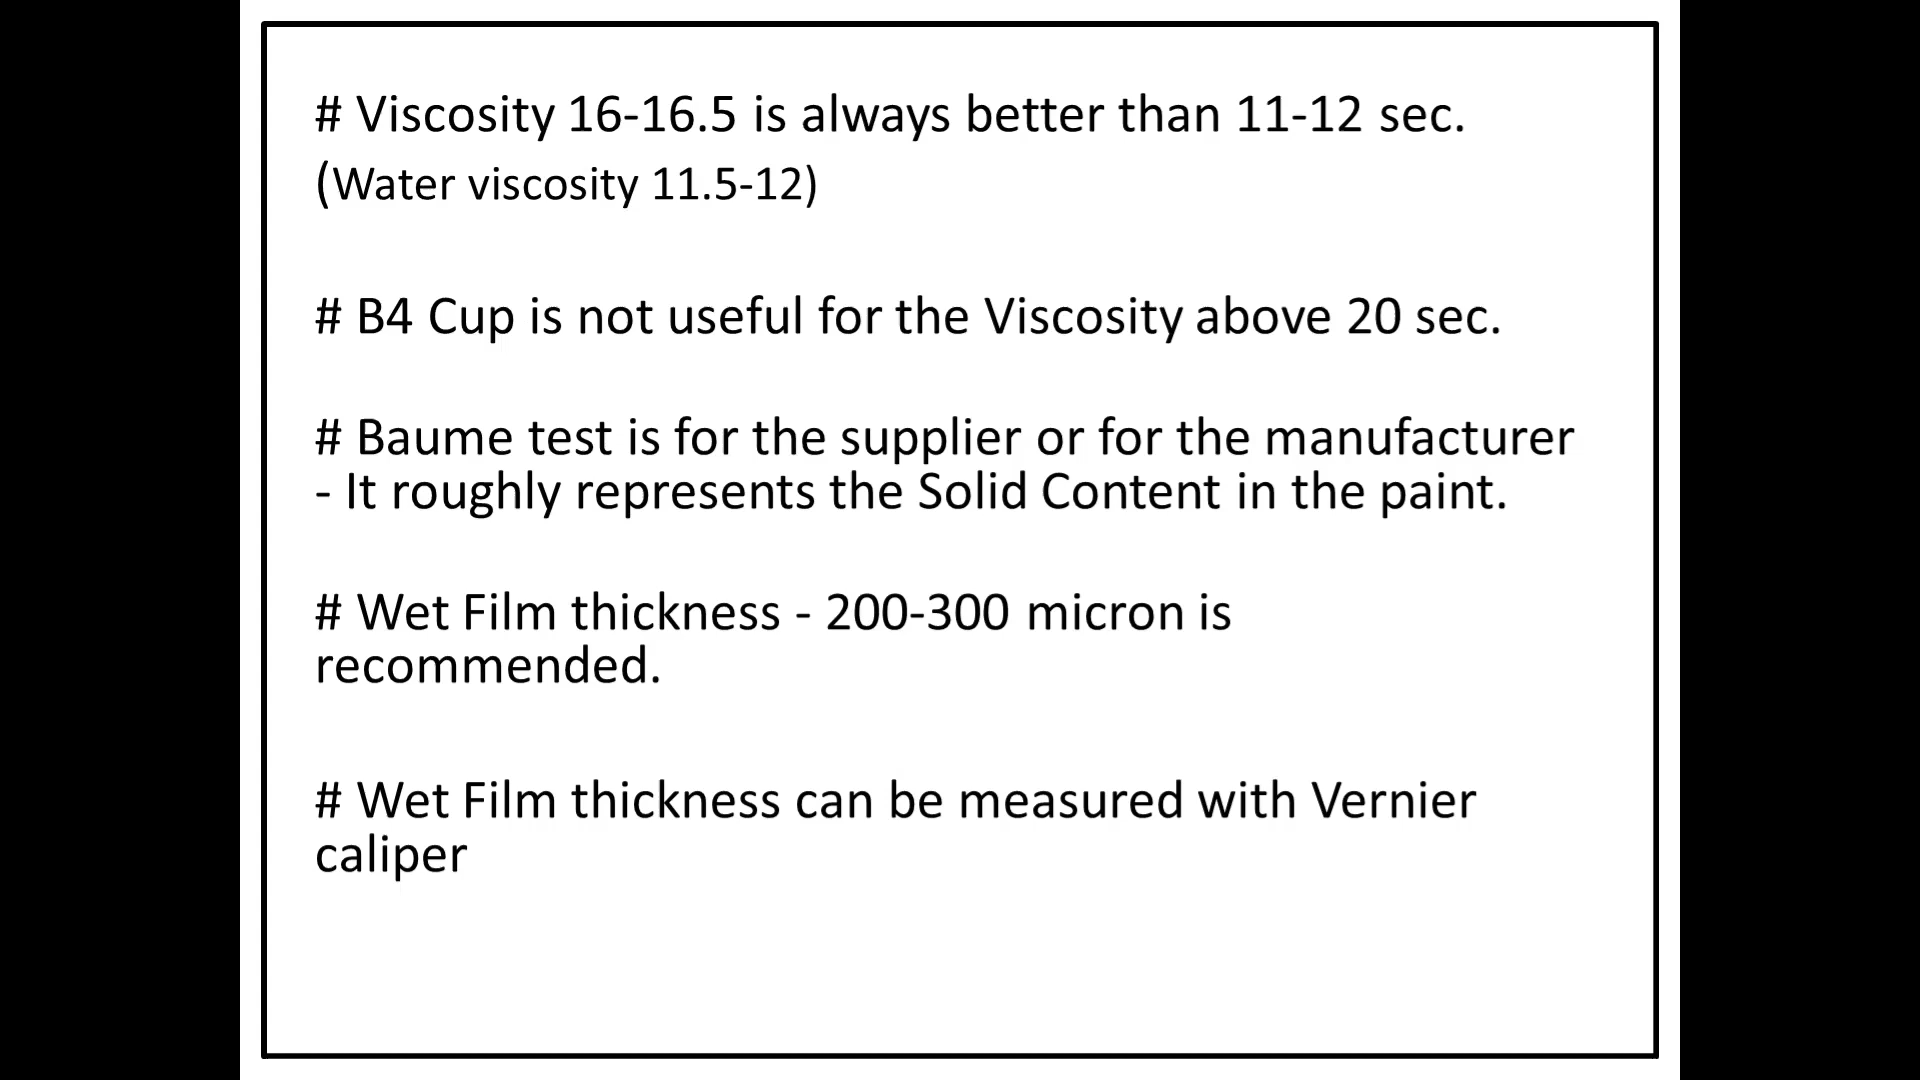 # Viscosity 16-16.5 is always better than 11-12 sec.
(Water viscosity 11.5-12)
# B4 Cup is not useful for the Viscosity above 20 sec.
# Baume test is for the supplier or for the manufacturer
- It roughly represents the Solid Content in the paint.
# Wet Film thickness - 200-300 micron is
recommended.
# Wet Film thickness can be measured with Vernier
caliper